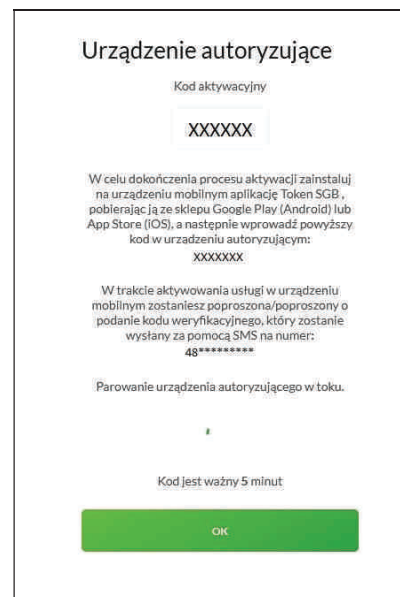 Urządzenie autoryzujące
Kod aktywacyjny
XXXXXX
W celu dokończenia procesu aktywacji zainstaluj
na urządzeniu mobilnym aplikację Token SGB ,
pobierając ją ze sklepu Google Play (Android) lub
App Store (iOS), a następnie wprowadź powyższy
kod w urządzeniu autoryzującym:
XXXXXXX
W trakcie aktywowania usługi w urządzeniu
mobilnym zostaniesz poproszona/poproszony o
podanie kodu weryfikacyjnego, który zostanie
wysłany za pomocą SMS na numer:
48*********
Parowanie urządzenia autoryzującego w toku.
Kod jest ważny 5 minut
OK